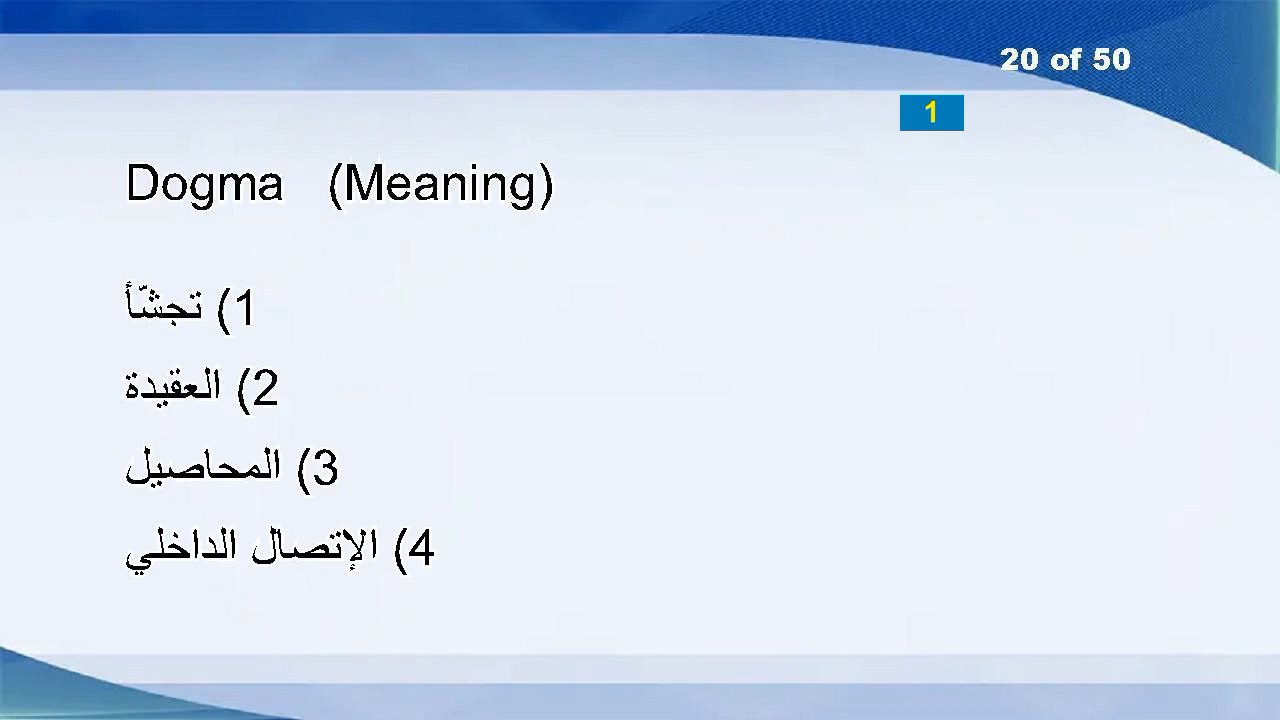 20 of 50
1
Dogma (Meaning)
1) تجشّأ
2) العقيدة
3) المحاصيل
4) الإتصال الداخلي